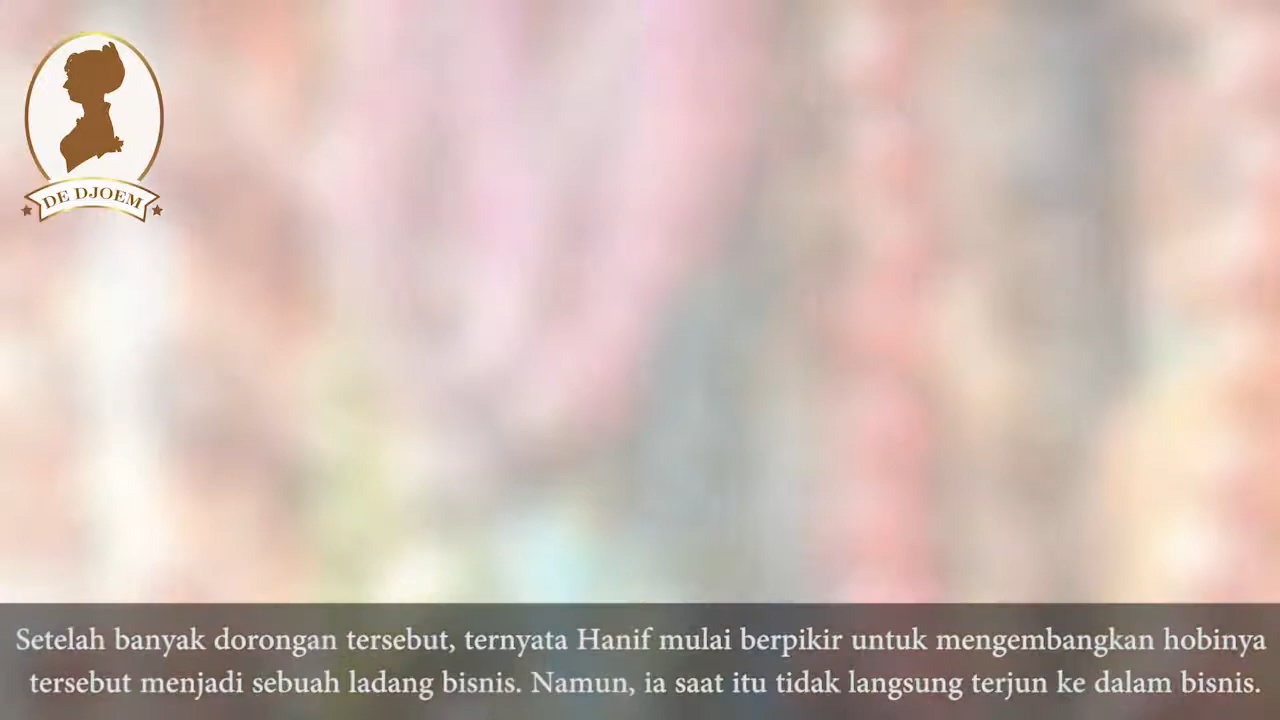 DE DJOEM
Setelah banyak dorongan tersebut, ternyata Hanif mulai berpikir untuk mengembangkan hobinya
tersebut menjadi sebuah ladang bisnis. Namun, ia saat itu tidak langsung terjun ke dalam bisnis.